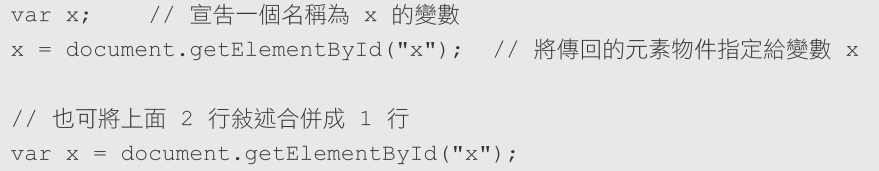 var x;    // 宣告一個名稱為 x 的變數
x = document.getElementById("x");  // 將傳回的元素物件指定給變數 x
// 也可將上面 2 行敍述合併成 1 行
var x = document.getElementById("x");